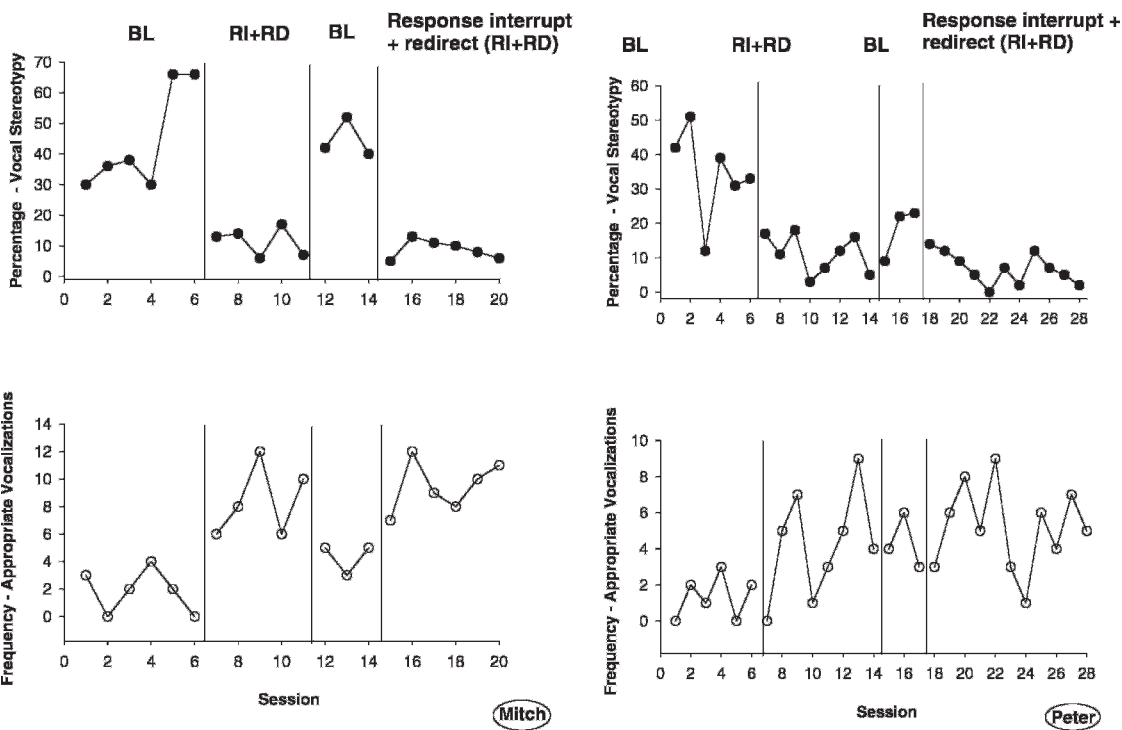 BL
RI+RD
BL
Response interrupt
+ redirect (RI+RD)
Percentage - Vocal Stereotypy
70
60
50
40
30
20
10
0
0 2 4 6 8 10 12 14 16 18 20
BL
RI+RD
BL
Response interrupt +
redirect (RI+RD)
Percentage - Vocal Stereotypy
60
50
40
30
20
10
0
0 2 4 6 8 10 12 14 16 18 20 22 24 26 28
Frequency - Appropriate Vocalizations
14
12
10
8
6
4
2
0
0 2 4 6 8 10 12 14 16 18 20
Session
Mitch
Frequency - Appropriate Vocalizations
10
8
6
4
2
0
0 2 4 6 8 10 12 14 16 18 20 22 24 26 28
Session
Peter